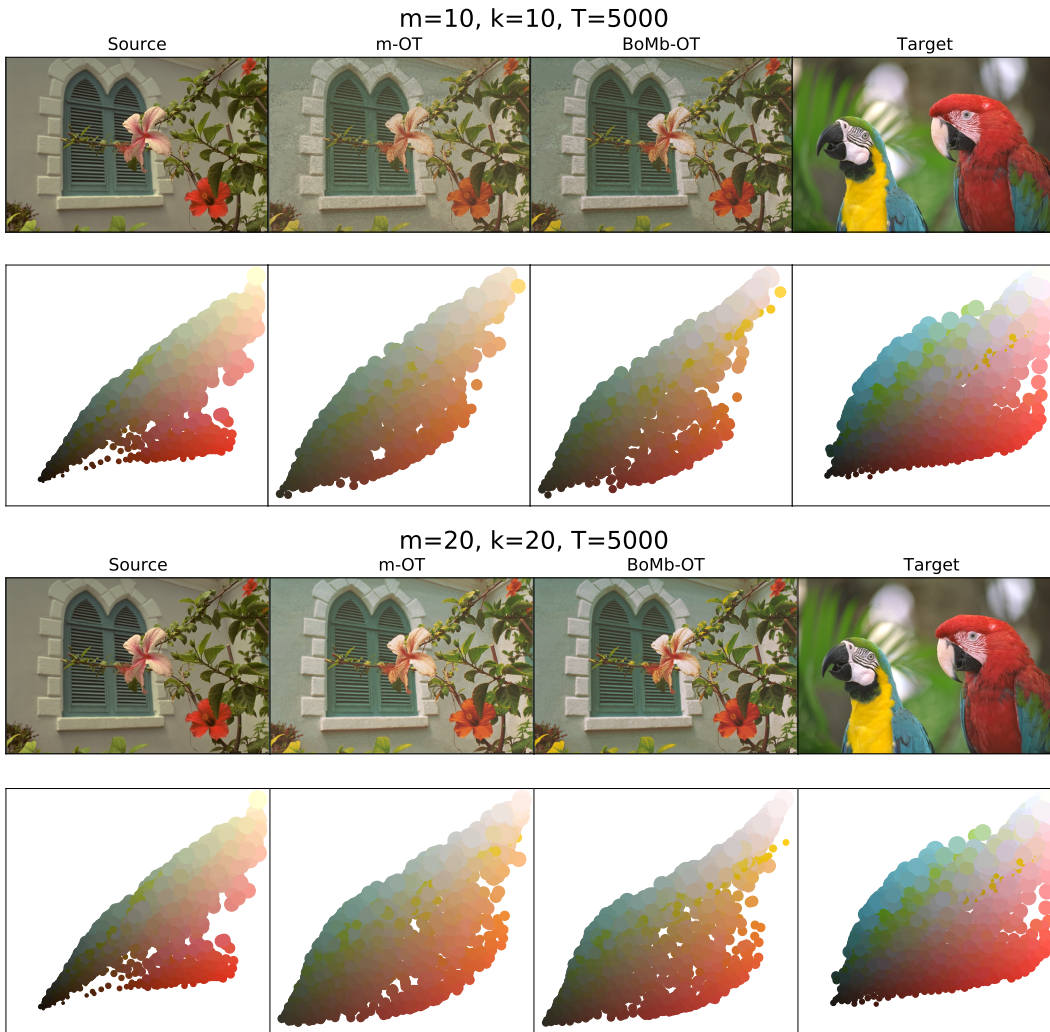 m=10, k=10, T=5000
Source m-OT BoMb-OT Target
m=20, k=20, T=5000
Source m-OT BoMb-OT Target